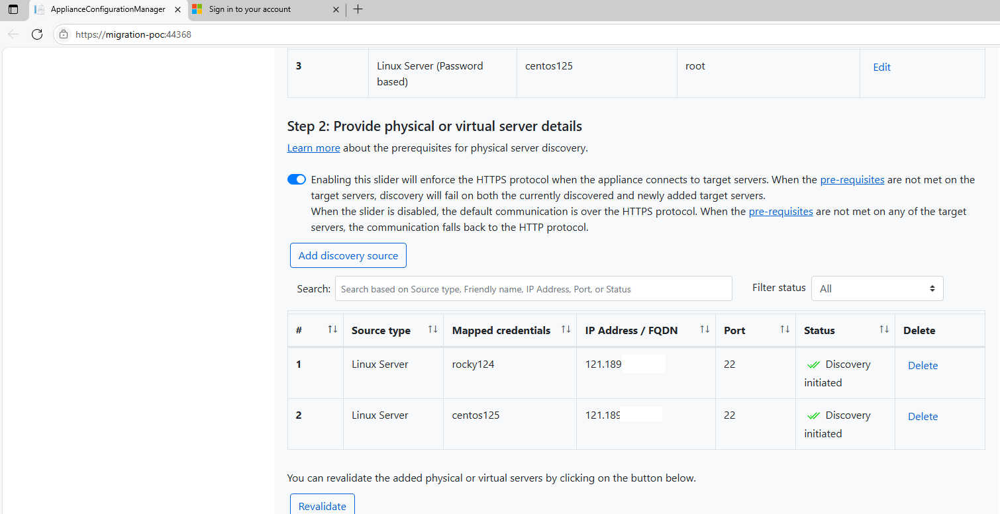 ApplianceConfigurationManager
Sign in to your account
https://migration-poc:44368
3 Linux Server (Password centos125 root Edit
based)
Step 2: Provide physical or virtual server details
Learn more about the prerequisites for physical server discovery.
Enabling this slider will enforce the HTTPS protocol when the appliance connects to target servers. When the pre-requisites are not met on the
target servers, discovery will fail on both the currently discovered and newly added target servers.
When the slider is disabled, the default communication is over the HTTPS protocol. When the pre-requisites are not met on any of the target
servers, the communication falls back to the HTTP protocol.
Add discovery source
Search: Search based on Source type, Friendly name, IP Address, Port, or Status Filter status All
# Source type Mapped credentials IP Address / FQDN Port Status Delete
1 Linux Server rocky124 121.189 22 Discovery Delete
initiated
2 Linux Server centos125 121.189 22 Discovery Delete
initiated
You can revalidate the added physical or virtual servers by clicking on the button below.
Revalidate